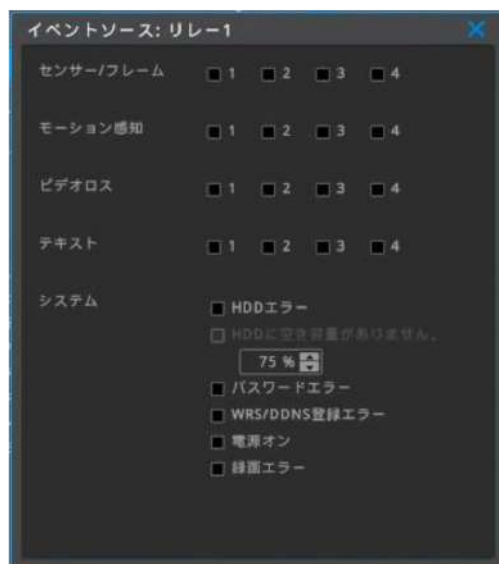 イベントソース: リレー1
センサー/フレーム 1 2 3 4
モーション感知 1 2 3 4
ビデオロス 1 2 3 4
テキスト 1 2 3 4
システム HDDエラー
HDDに空き容量がありません。
75 %
パスワードエラー
WRS/DDNS登録エラー
電源オン
録画エラー